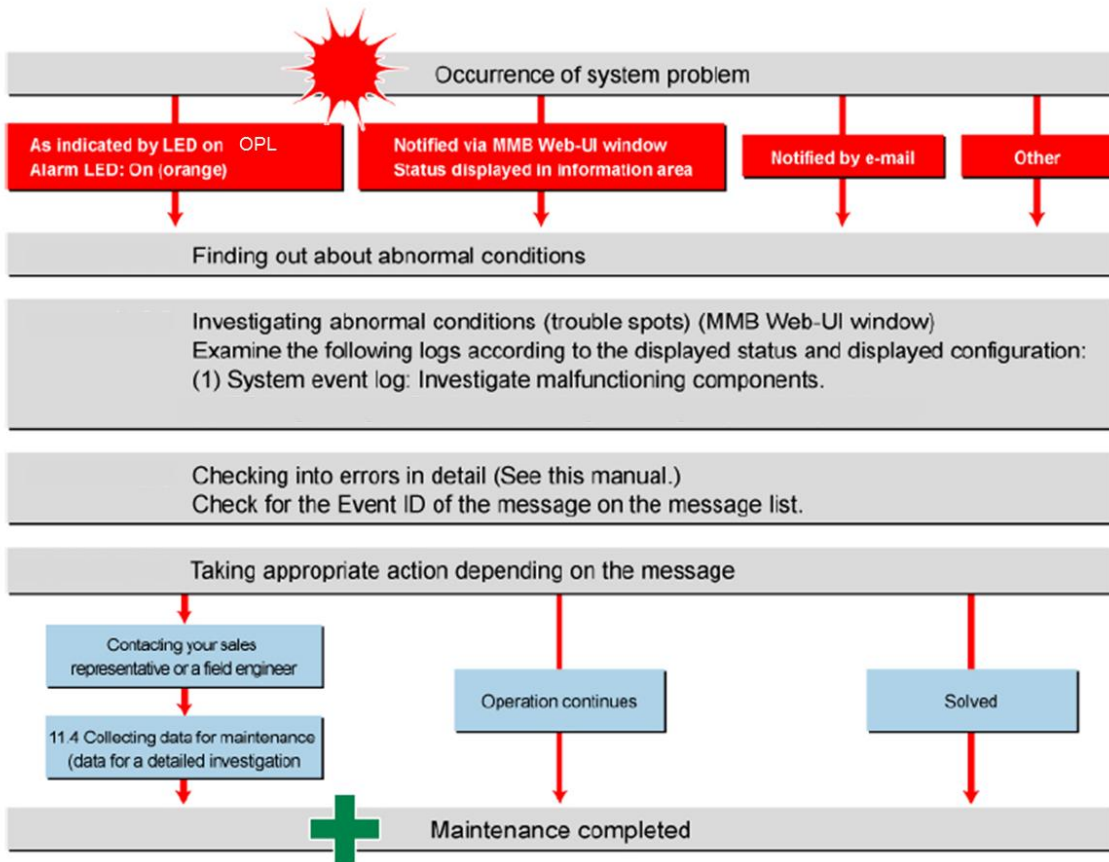 Occurrence of system problem
As indicated by LED on OPL
Alarm LED: On (orange)
Notified via MMB Web-UI window
Status displayed in information area
Notified by e-mail
Other
Finding out about abnormal conditions
Investigating abnormal conditions (trouble spots) (MMB Web-UI window)
Examine the following logs according to the displayed status and displayed configuration:
(1) System event log: Investigate malfunctioning components.
Checking into errors in detail (See this manual.)
Check for the Event ID of the message on the message list.
Taking appropriate action depending on the message
Contacting your sales
representative or a field engineer
11.4 Collecting data for maintenance
(data for a detailed investigation
Operation continues
Solved
Maintenance completed